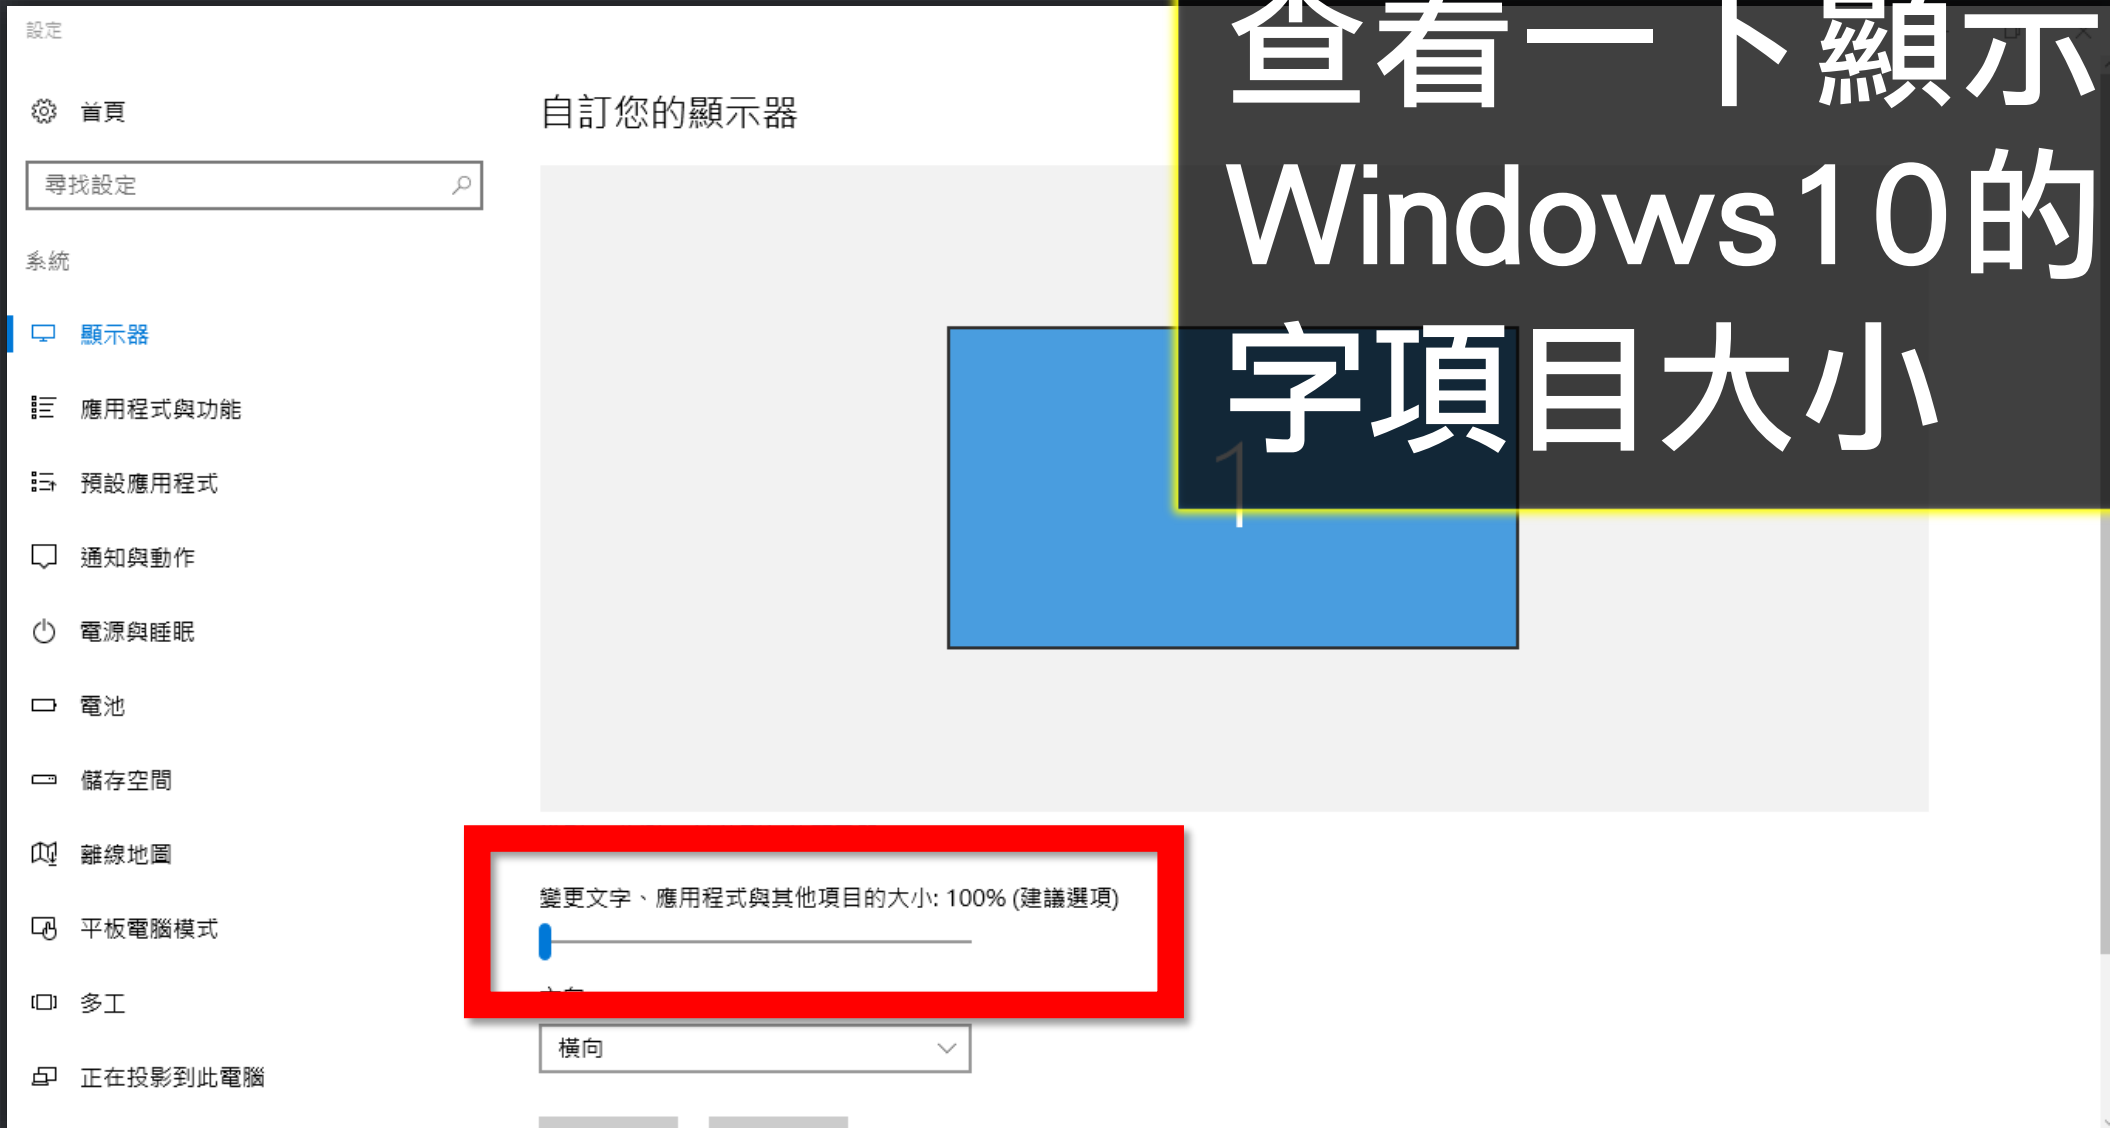 設定
首頁
尋找設定
系統
顯示器
應用程式與功能
預設應用程式
通知與動作
電源與睡眠
電池
儲存空間
離線地圖
平板電腦模式
多工
正在投影到此電腦
自訂您的顯示器
1
查看一下顯示
Windows10的
字項目大小
變更文字、應用程式與其他項目的大小: 100% (建議選項)
橫向